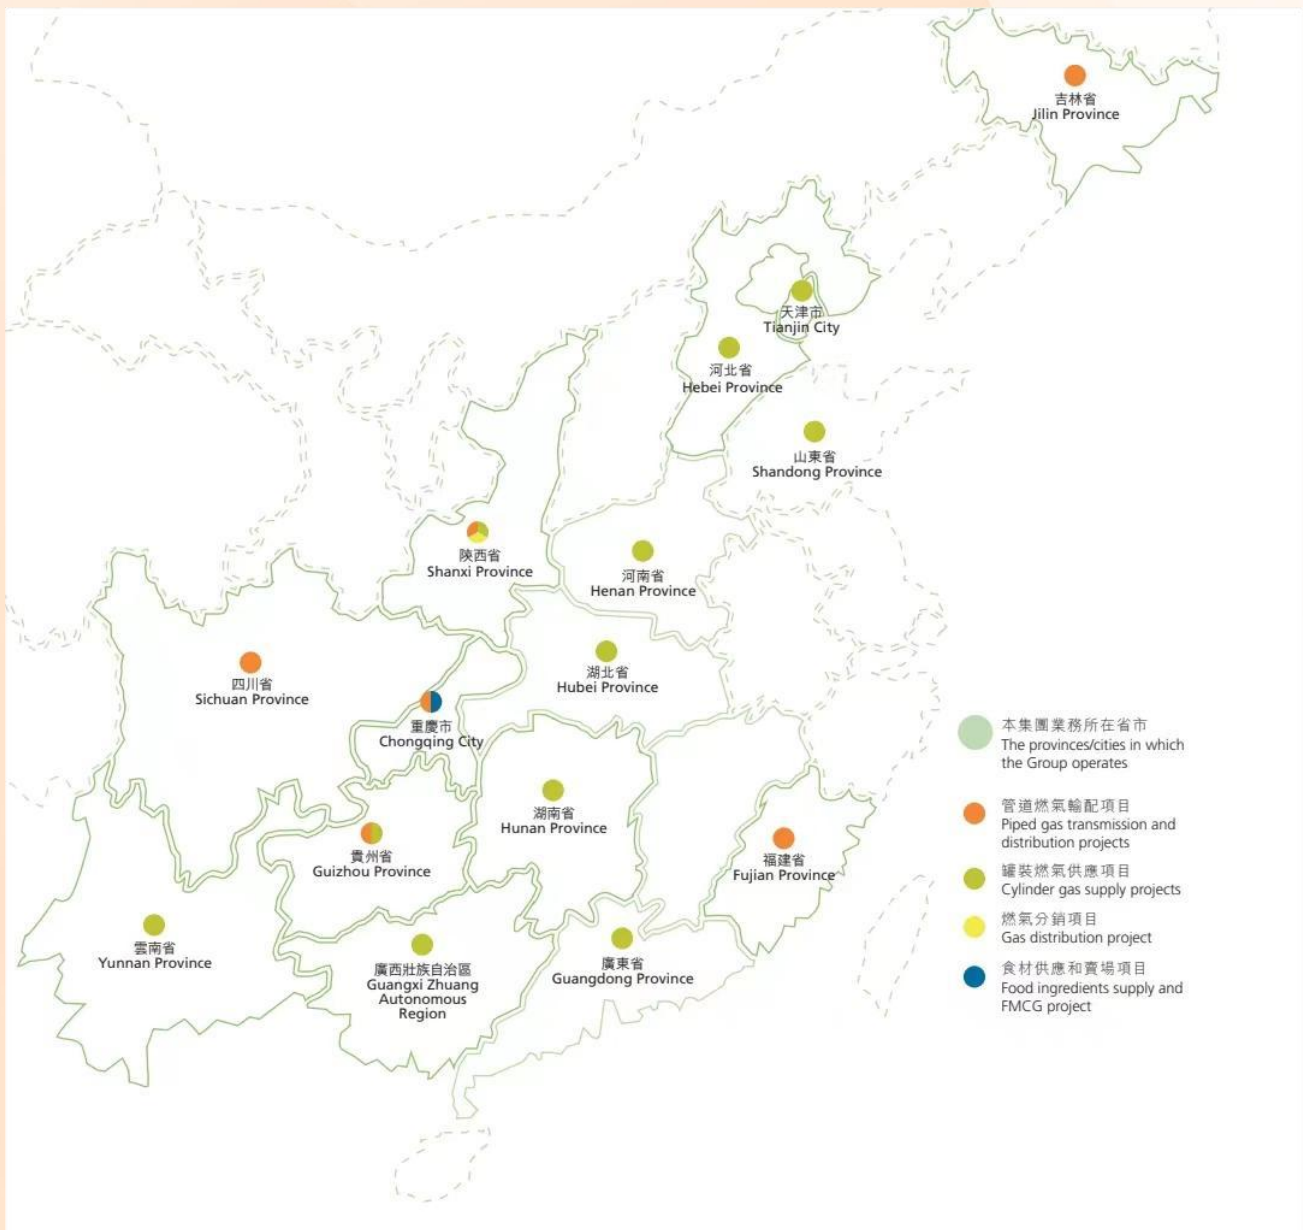 吉林省
Jilin Province
天津市
Tianjin City
河北省
Hebei Province
山東省
Shandong Province
陝西省
Shanxi Province
河南省
Henan Province
四川省
Sichuan Province
湖北省
Hubei Province
重慶市
Chongqing City
湖南省
Hunan Province
貴州省
Guizhou Province
福建省
Fujian Province
雲南省
Yunnan Province
廣西壯族自治區
Guangxi Zhuang
Autonomous
Region
廣東省
Guangdong Province
本集團業務所在省市
The provinces/cities in which
the Group operates
管道燃氣輸配項目
Piped gas transmission and
distribution projects
罐裝燃氣供應項目
Cylinder gas supply projects
燃氣分銷項目
Gas distribution project
食材供應和賣場項目
Food ingredients supply and
FMCG project